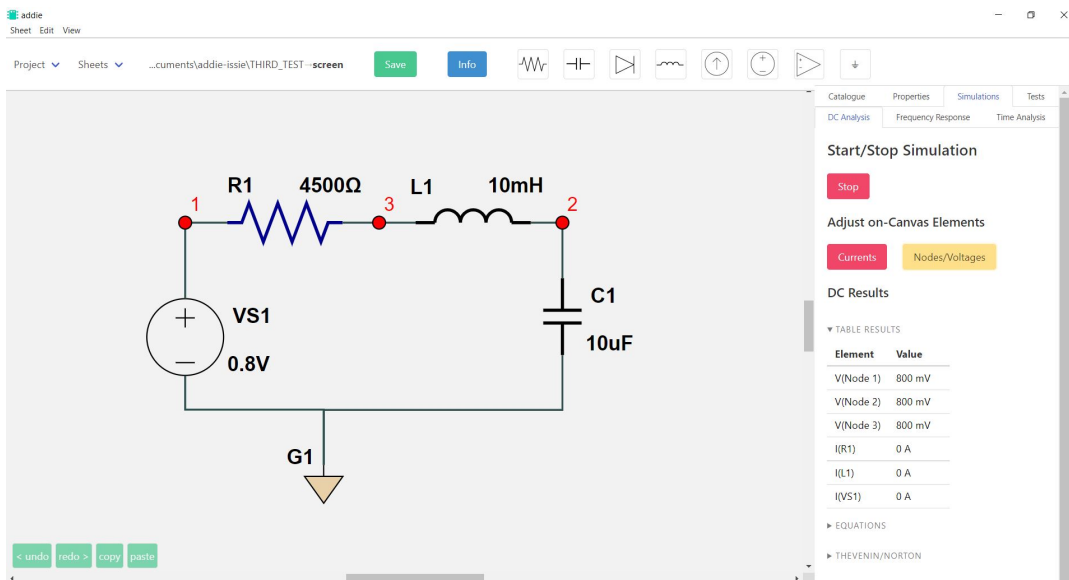 addie
Sheet Edit View
Project Sheets ...cuments\addie-issie\THIRD_TEST→screen Save Info
Catalogue Properties Simulations Tests
DC Analysis Frequency Response Time Analysis
Start/Stop Simulation
Stop
Adjust on-Canvas Elements
Currents Nodes/Voltages
DC Results
▼ TABLE RESULTS
Element Value
V(Node 1) 800 mV
V(Node 2) 800 mV
V(Node 3) 800 mV
I(R1) 0 A
I(L1) 0 A
I(VS1) 0 A
▶ EQUATIONS
▶ THEVENIN/NORTON
R1 4500Ω L1 10mH
1 3 2
C1
10uF
VS1
0.8V
G1
< undo redo > copy paste